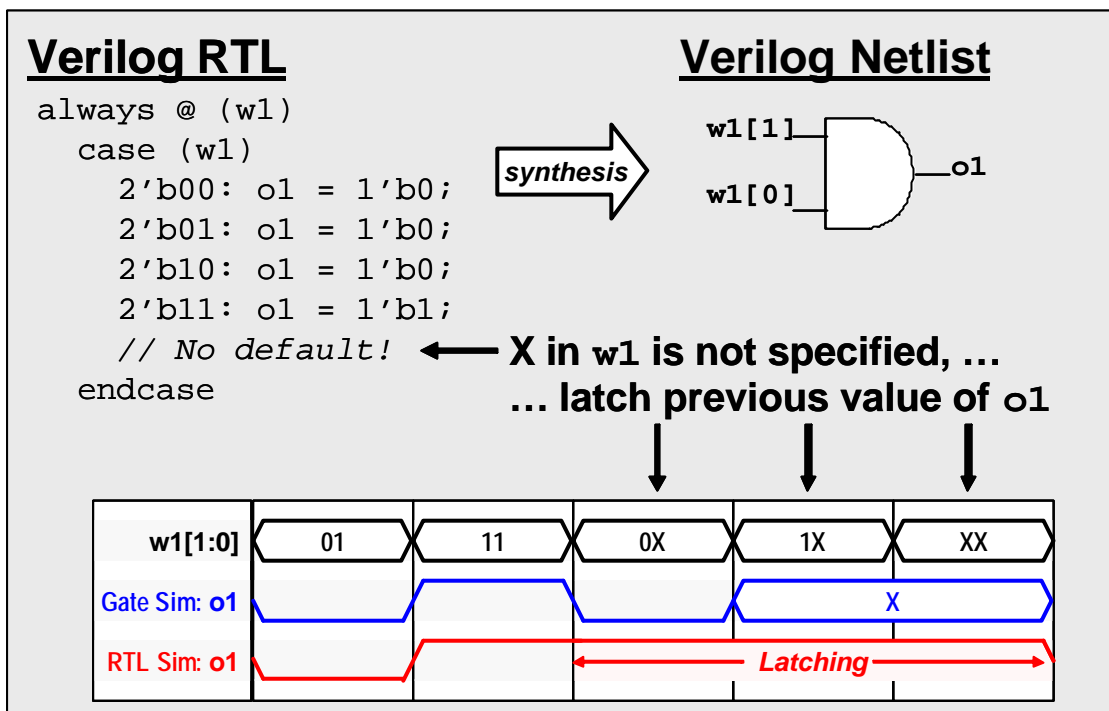 Verilog RTL
always @ (w1)
case (w1)
2’b00: o1 = 1’b0;
2’b01: o1 = 1’b0;
2’b10: o1 = 1’b0;
2’b11: o1 = 1’b1;
// No default!
endcase
synthesis
Verilog Netlist
w1[1]
w1[0]
o1
X in w1 is not specified, …
… latch previous value of o1
w1[1:0] 01 11 0X 1X XX
Gate Sim: o1 X
RTL Sim: o1 Latching